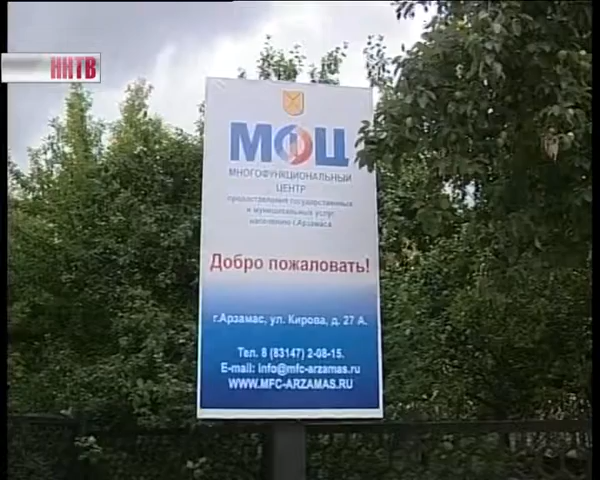 ННТВ
МФЦ
МНОГОФУНКЦИОНАЛЬНЫЙ
ЦЕНТР
предоставления государственных
и муниципальных услуг
населению г.Арзамаса
Добро пожаловать!
г.Арзамас, ул. Кирова, д. 27 А.
Тел. 8 (83147) 2-08-15.
E-mail: info@mfc-arzamas.ru
WWW.MFC-ARZAMAS.RU